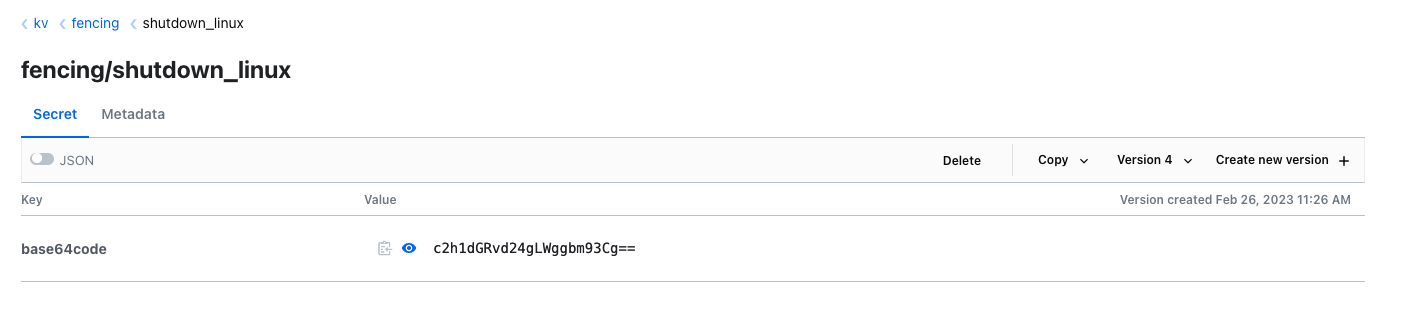 kv fencing shutdown_linux
fencing/shutdown_linux
Secret Metadata
JSON Delete Copy Version 4 Create new version
Key Value Version created Feb 26, 2023 11:26 AM
base64code c2h1dGRvd24gLWggbm93Cg==